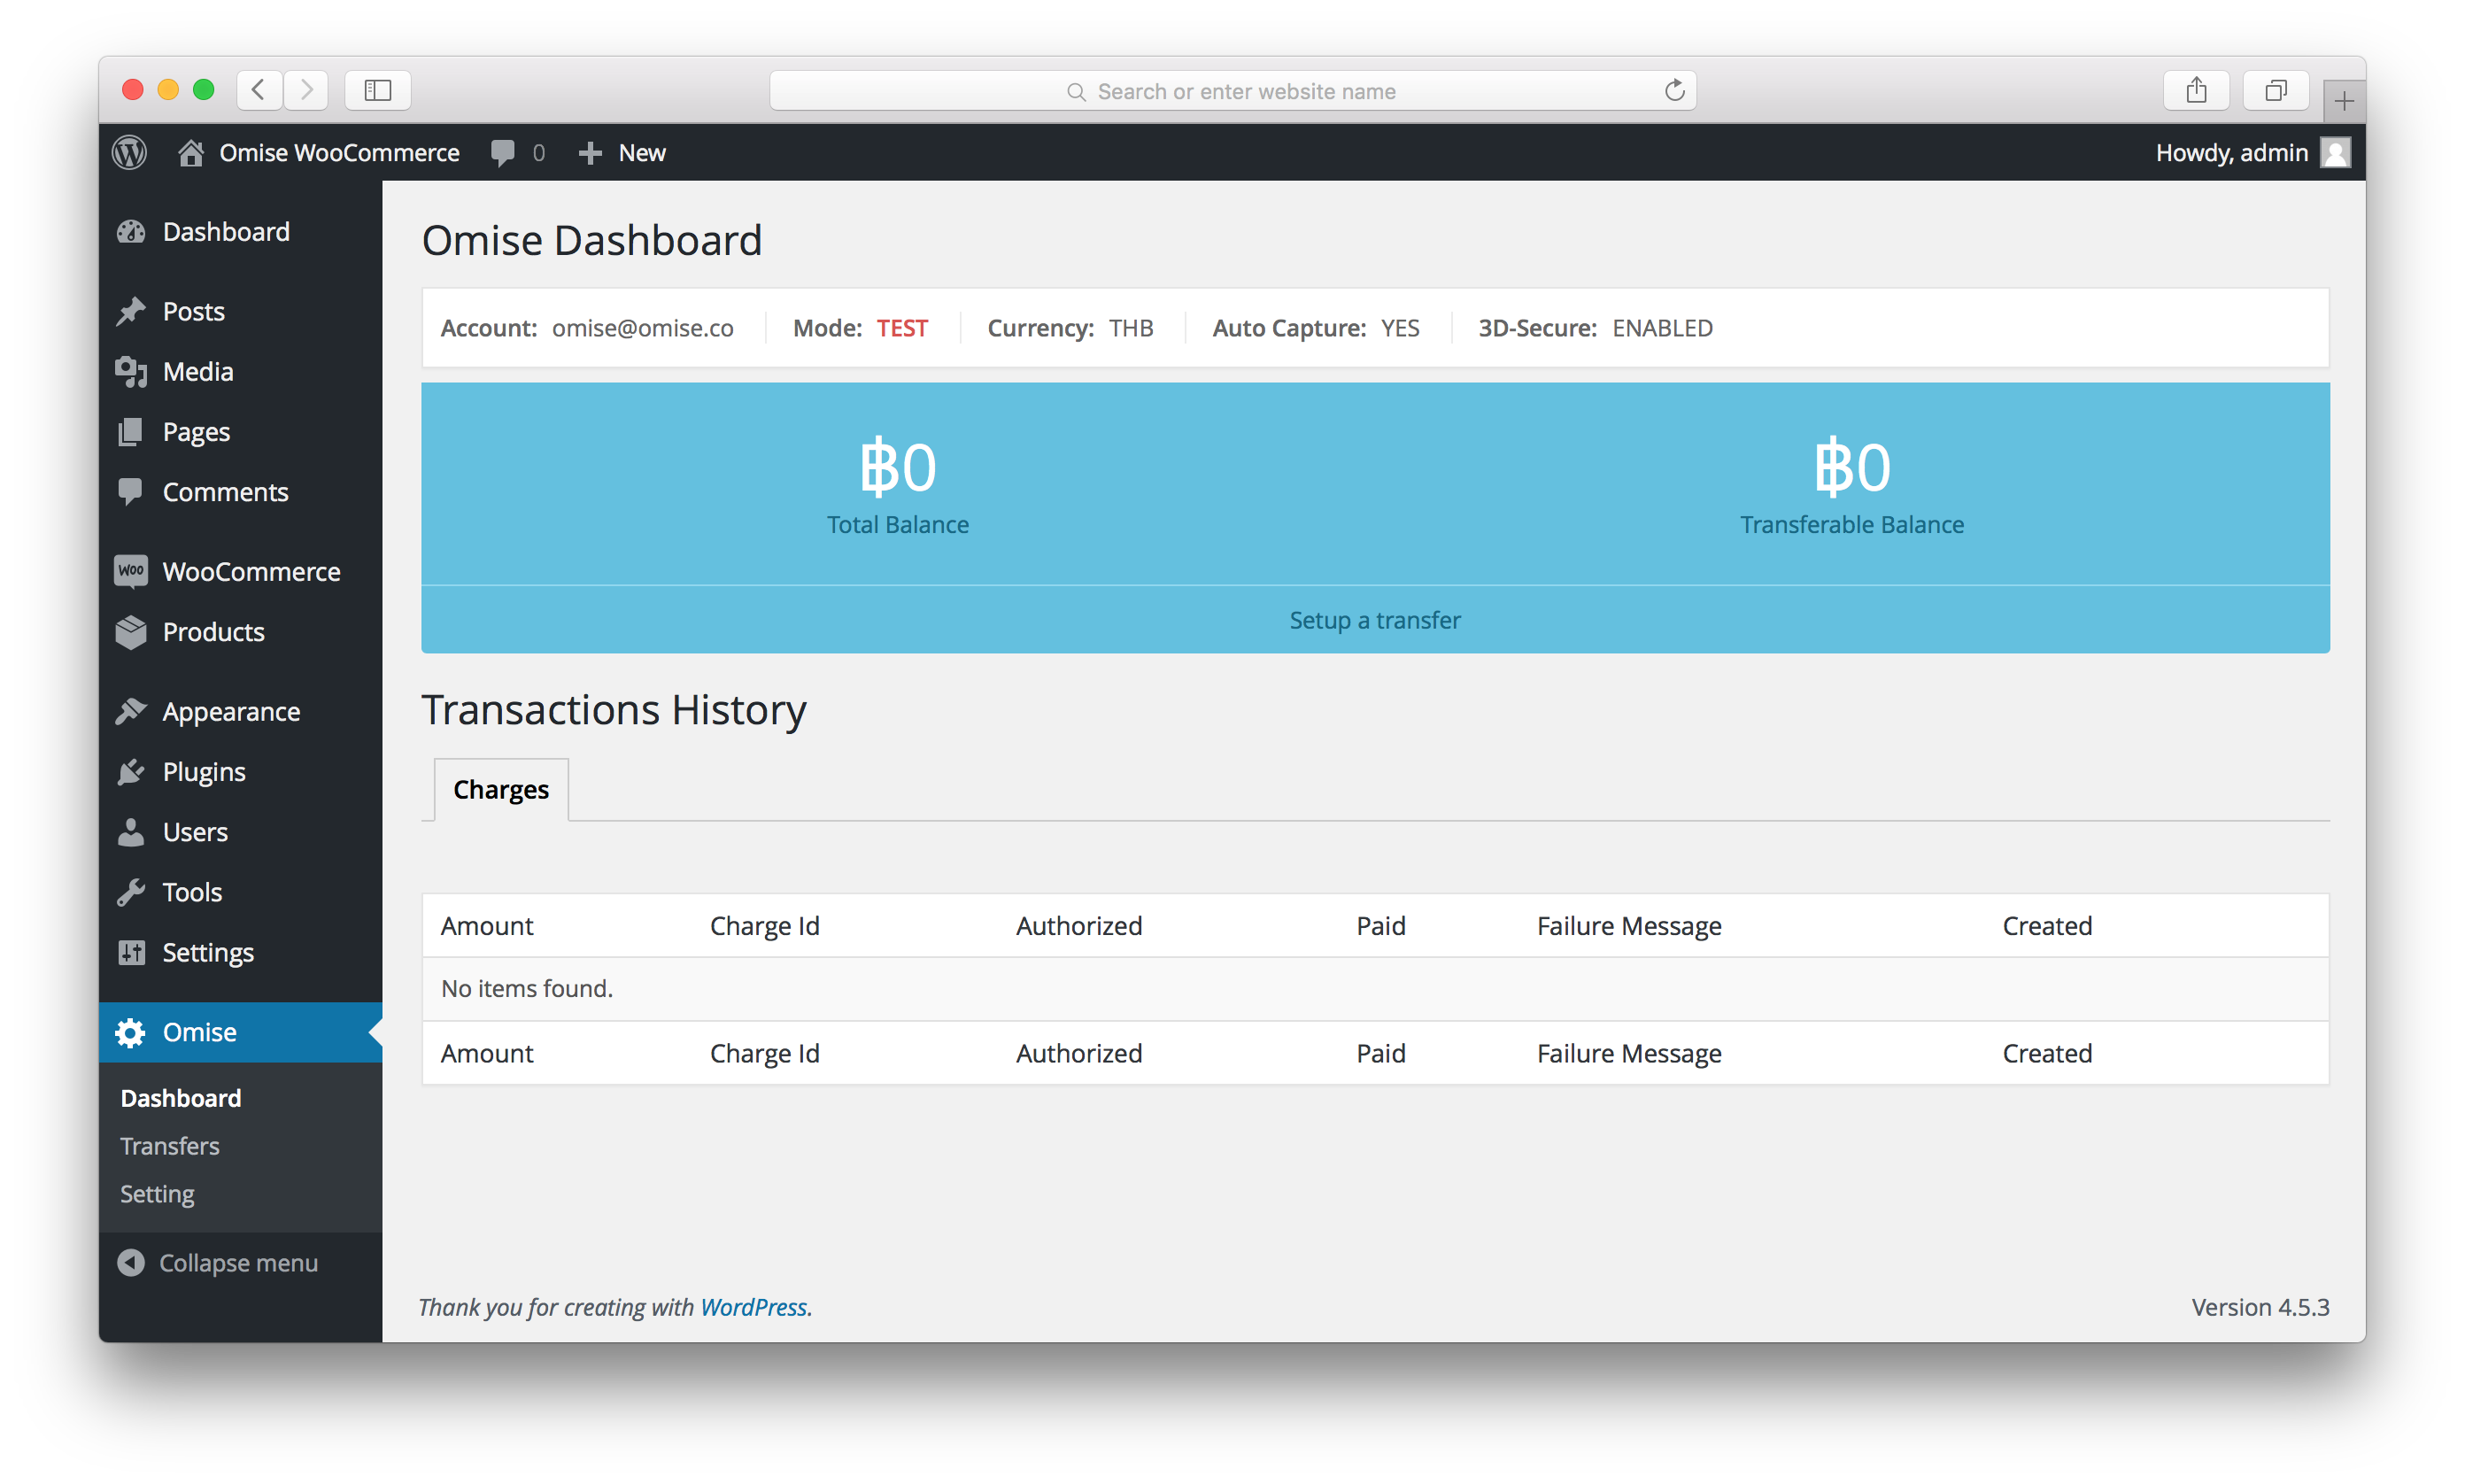 Search or enter website name
Omise WooCommerce 0 New Howdy, admin
Dashboard
Posts
Media
Pages
Comments
Woo WooCommerce
Products
Appearance
Plugins
Users
Tools
Settings
Omise
Dashboard
Transfers
Setting
Collapse menu
Omise Dashboard
Account: omise@omise.co Mode: TEST Currency: THB Auto Capture: YES 3D-Secure: ENABLED
฿0 ฿0
Total Balance Transferable Balance
Setup a transfer
Transactions History
Charges
Amount Charge Id Authorized Paid Failure Message Created
No items found.
Amount Charge Id Authorized Paid Failure Message Created
Thank you for creating with WordPress. Version 4.5.3